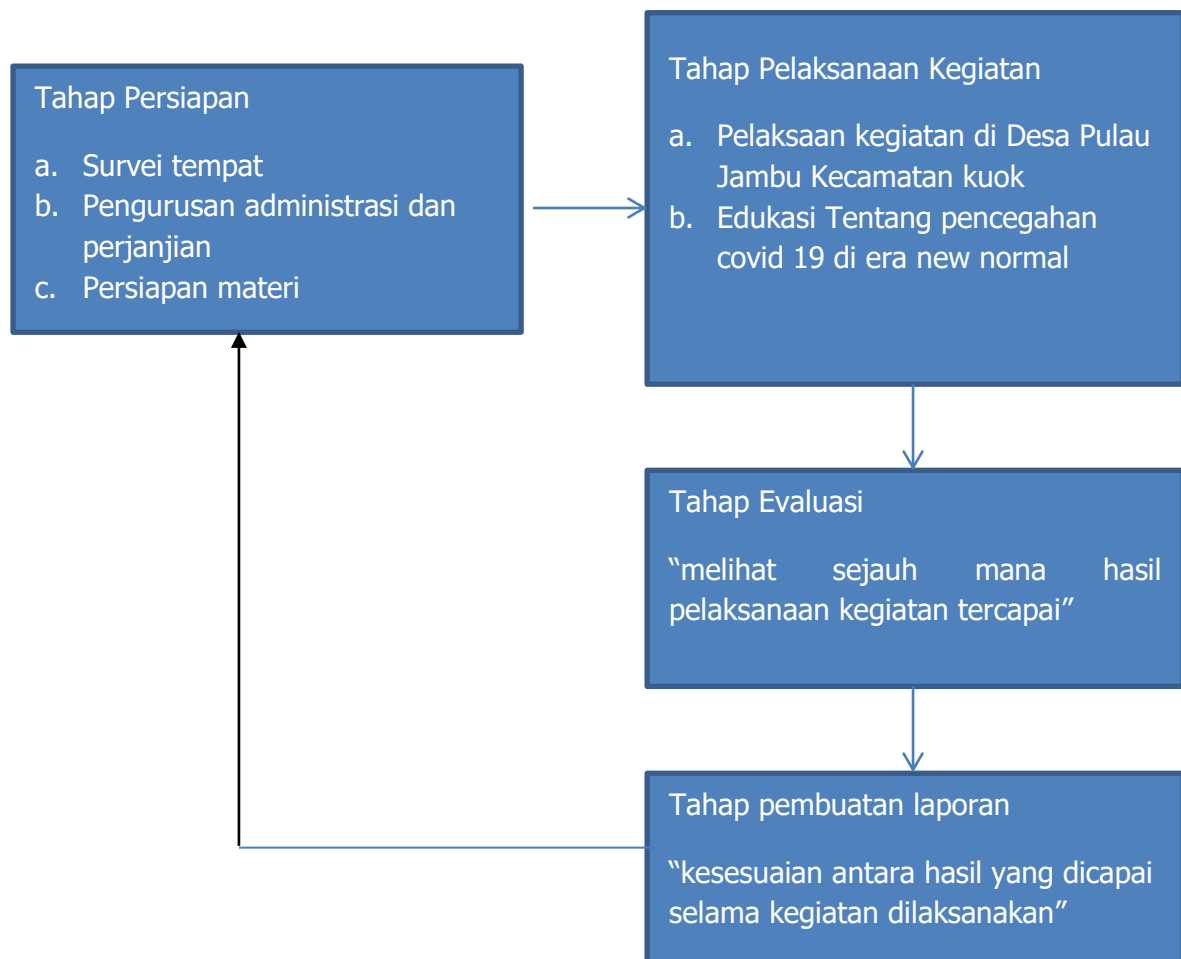 Tahap Persiapan
a. Survei tempat
b. Pengurusan administrasi dan
perjanjian
c. Persiapan materi
Tahap Pelaksanaan Kegiatan
a. Pelaksaan kegiatan di Desa Pulau
Jambu Kecamatan kuok
b. Edukasi Tentang pencegahan
covid 19 di era new normal
Tahap Evaluasi
“melihat sejauh mana hasil
pelaksanaan kegiatan tercapai”
Tahap pembuatan laporan
“kesesuaian antara hasil yang dicapai
selama kegiatan dilaksanakan”